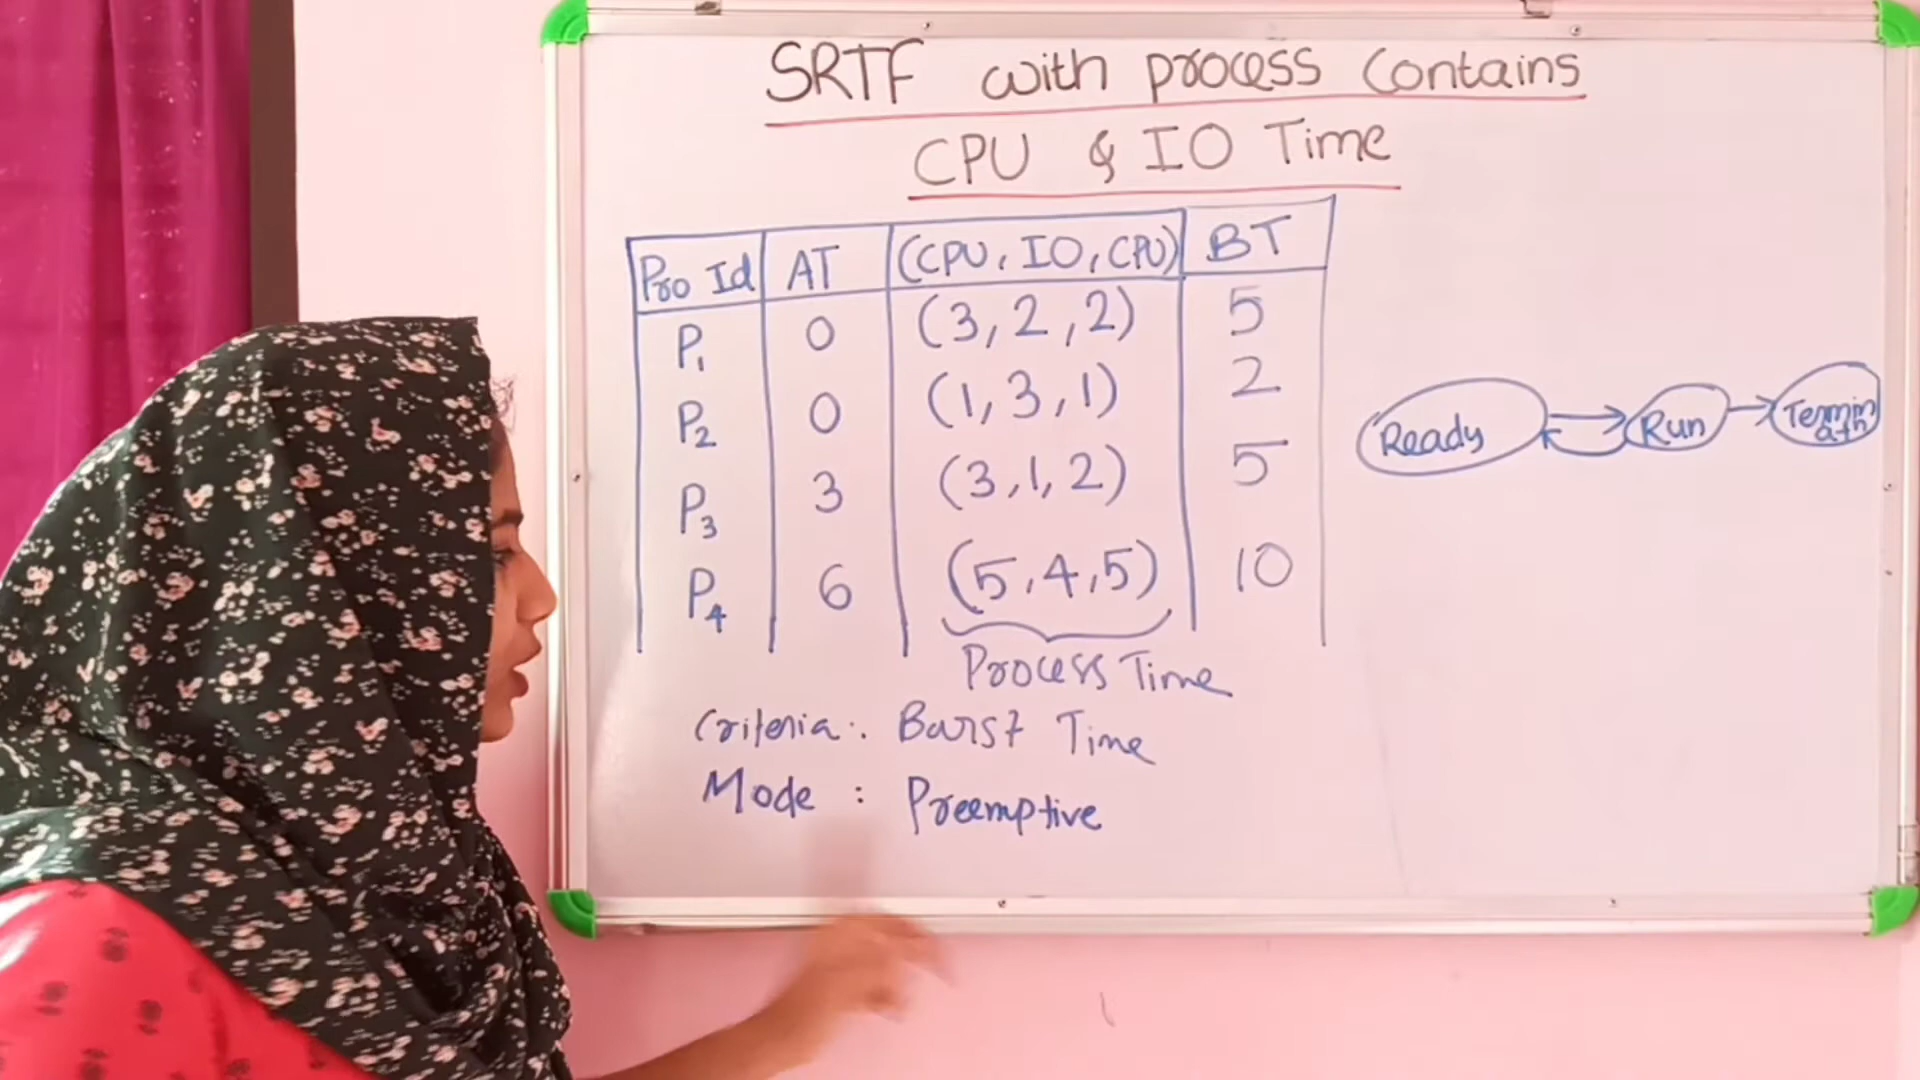 SRTF with process contains
CPU & IO Time
Pro Id AT (CPU, IO, CPU) BT
P1 0 (3, 2, 2) 5
P2 0 (1, 3, 1) 2
P3 3 (3, 1, 2) 5
P4 6 (5, 4, 5) 10
Process Time
Criteria: Burst Time
Mode : Preemptive
Ready Run Termin
atn